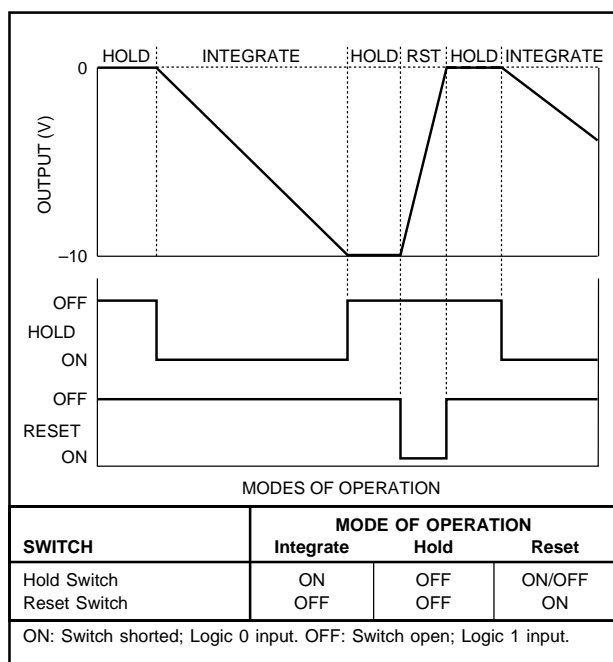 HOLD INTEGRATE HOLD RST HOLD INTEGRATE
0
OUTPUT (V)
–10
OFF
HOLD
ON
OFF
RESET
ON
MODES OF OPERATION
MODE OF OPERATION
SWITCH Integrate Hold Reset
Hold Switch ON OFF ON/OFF
Reset Switch OFF OFF ON
ON: Switch shorted; Logic 0 input. OFF: Switch open; Logic 1 input.